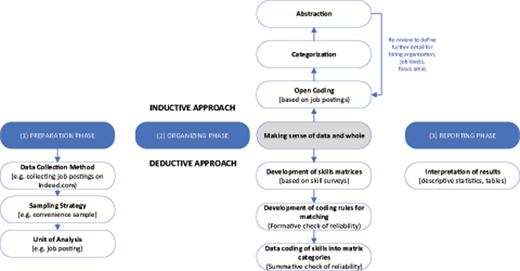 Abstraction
Re-review to define
further detail for
hiring organization,
job levels,
focus areas
Categorization
Open Coding
(based on job postings)
INDUCTIVE APPROACH
(1) PREPARATION PHASE
(2) ORGANIZING PHASE
Making sense of data and whole
(3) REPORTING PHASE
DEDUCTIVE APPROACH
Data Collection Method
(e.g. collecting job postings on
Indeed.com)
Sampling Strategy
(e.g. convenience sample)
Unit of Analysis
(e.g. job posting)
Development of skills matrices
(based on skill surveys)
Development of coding rules for
matching
(Formative check of reliability)
Data coding of skills into matrix
categories
(Summative check of reliability)
Interpretation of results
(descriptive statistics, tables)